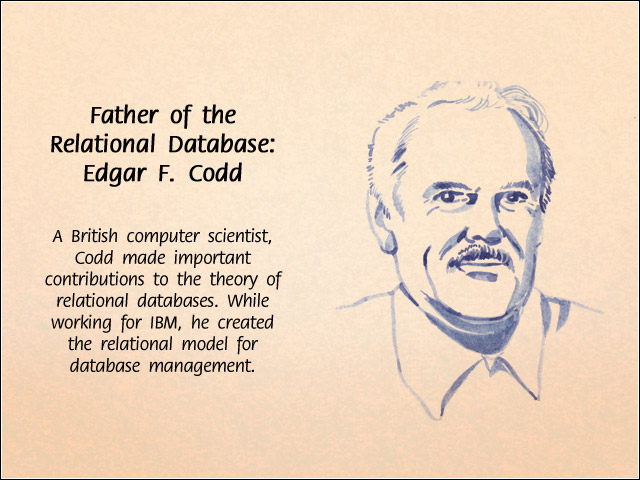 Father of the
Relational Database:
Edgar F. Codd
A British computer scientist,
Codd made important
contributions to the theory of
relational databases. While
working for IBM, he created
the relational model for
database management.